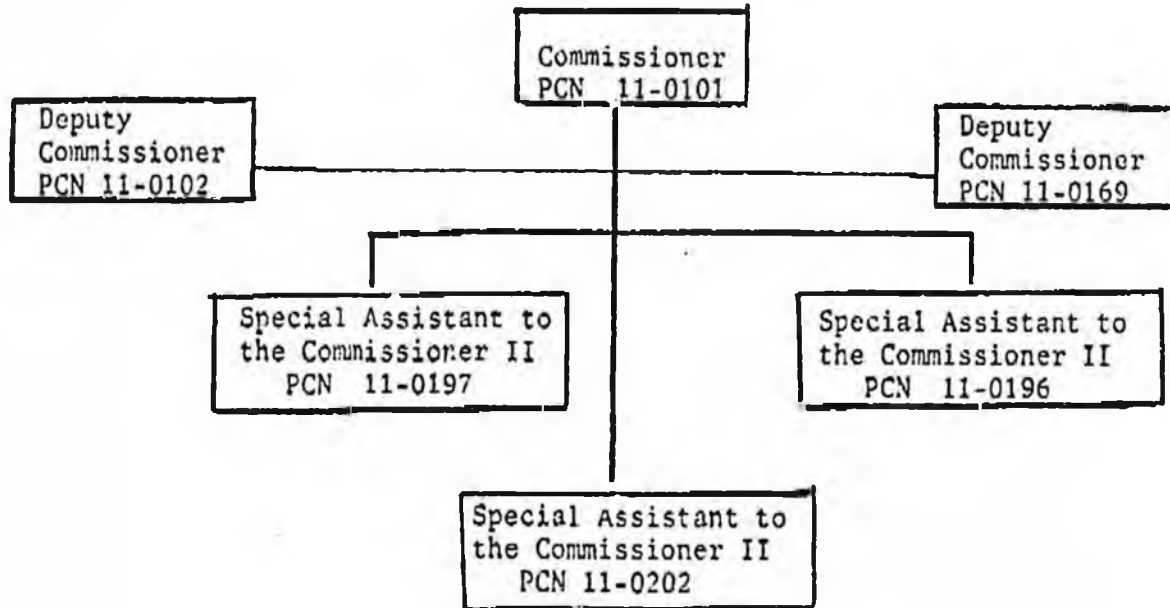 Commissioner
PCN 11-0101
Deputy
Commissioner
PCN 11-0102
Deputy
Commissioner
PCN 11-0169
Special Assistant to
the Commissioner II
PCN 11-0197
Special Assistant to
the Commissioner II
PCN 11-0196
Special Assistant to
the Commissioner II
PCN 11-0202